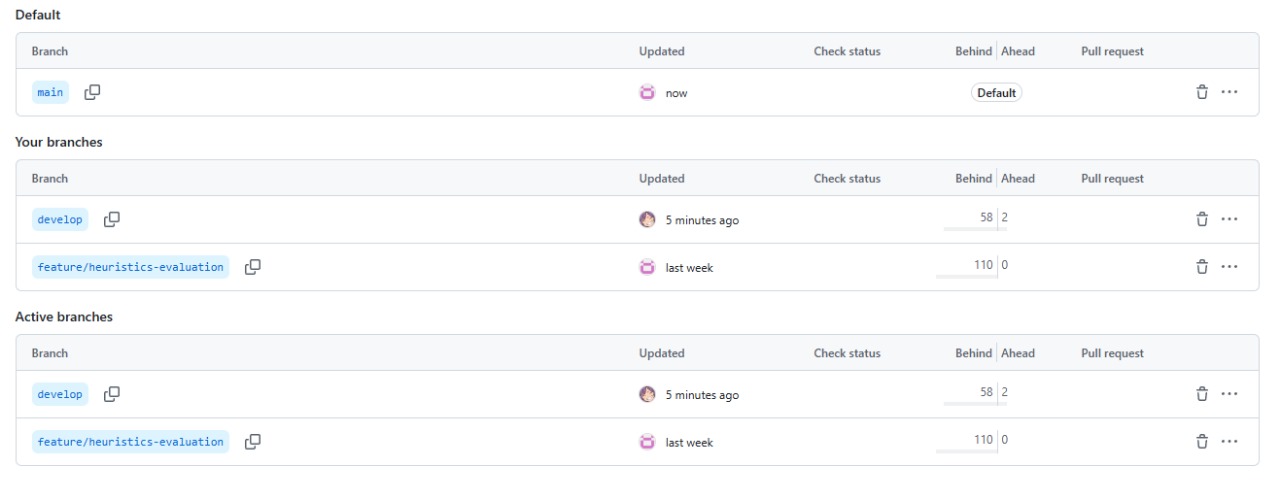 Default
Branch Updated Check status Behind Ahead Pull request
main now Default
Your branches
Branch Updated Check status Behind Ahead Pull request
develop 5 minutes ago 58 2
feature/heuristics-evaluation last week 110 0
Active branches
Branch Updated Check status Behind Ahead Pull request
develop 5 minutes ago 58 2
feature/heuristics-evaluation last week 110 0